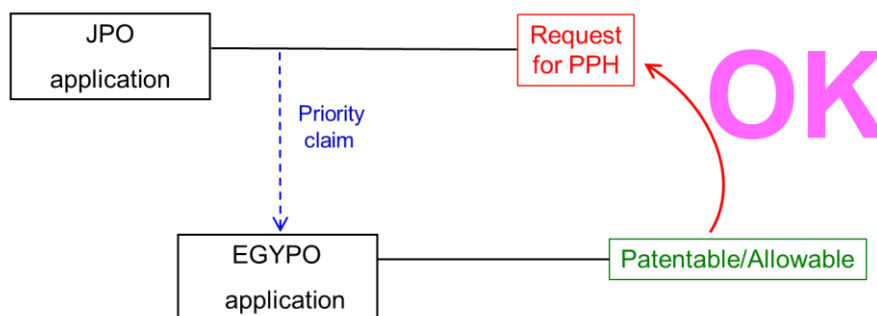 JPO
application
Request
for PPH
OK
Priority
claim
EGYPO
application
Patentable/Allowable